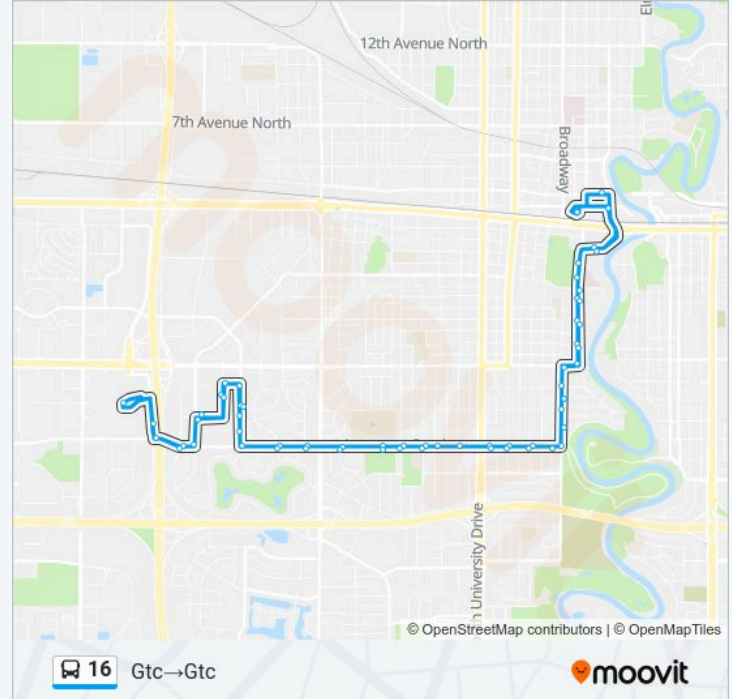 12th Avenue North
7th Avenue North
Broadway
University Drive
© OpenStreetMap contributors | © OpenMapTiles
16 Gtc→Gtc
moovit